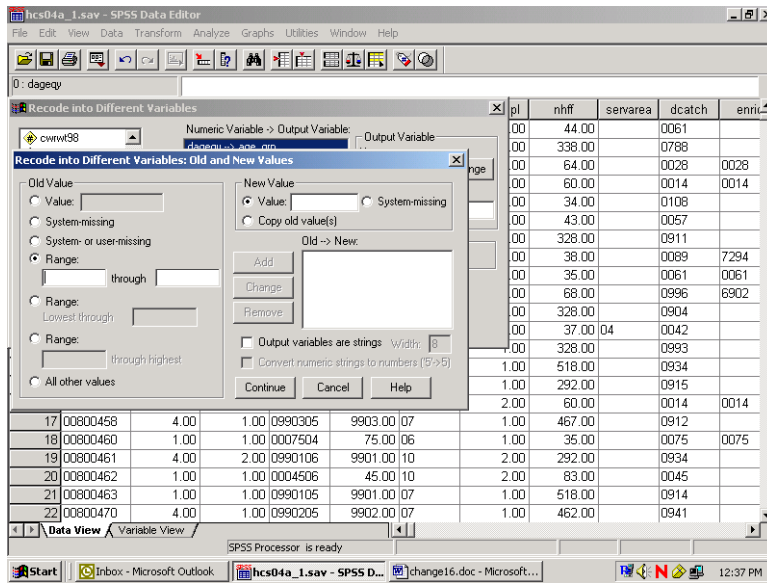 hcs04a_1.sav - SPSS Data Editor
File Edit View Data Transform Analyze Graphs Utilities Window Help
0 : dageqy
pl nhff servarea dcatch
Recode into Different Variables
cwrwt98
Numeric Variable -> Output Variable:
Output Variable
Recode into Different Variables: Old and New Values
Old Value
Value:
System-missing
System- or user-missing
Range:
through
Range:
Lowest through
Range:
through highest
All other values
New Value
Value: System-missing
Copy old value(s)
Old --> New:
Add
Change
Remove
Output variables are strings Width: 8
Convert numeric strings to numbers ('5'->5)
Continue Cancel Help
.00 44.00 0061
.00 338.00 0788
.00 64.00 0028 0028
.00 60.00 0014 0014
.00 34.00 0108
.00 43.00 0057
.00 328.00 0911
.00 38.00 0089 7294
.00 35.00 0061 0061
.00 68.00 0996 6902
.00 328.00 0904
.00 37.00 04 0042
.00 328.00 0993
1.00 518.00 0934
1.00 292.00 0915
2.00 60.00 0014 0014
17 00800458 4.00 1.00 0990305 9903.00 07 1.00 467.00 0912
18 00800460 1.00 1.00 0007504 75.00 06 1.00 35.00 0075 0075
19 00800461 4.00 2.00 0990106 9901.00 10 2.00 292.00 0934
20 00800462 1.00 1.00 0004506 45.00 10 2.00 83.00 0045
21 00800463 1.00 1.00 0990105 9901.00 07 1.00 518.00 0914
22 00800470 4.00 1.00 0990205 9902.00 07 1.00 462.00 0941
Data View Variable View
SPSS Processor is ready
Start Inbox - Microsoft Outlook hcs04a_1.sav - SPSS D... change16.doc - Microsoft... 12:37 PM